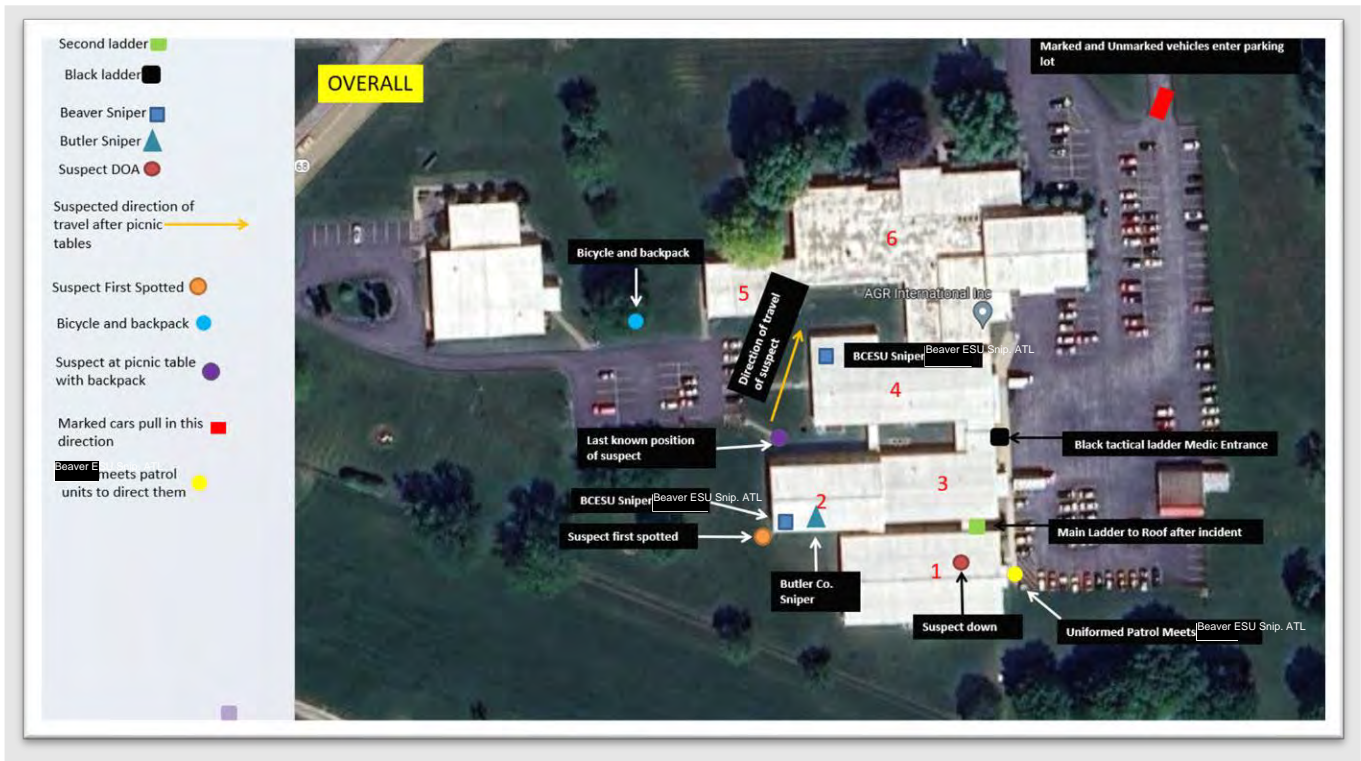 Second ladder
Black ladder
Beaver Sniper
Butler Sniper
Suspect DOA
Suspected direction of
travel after picnic
tables
Suspect First Spotted
Bicycle and backpack
Suspect at picnic table
with backpack
Marked cars pull in this
direction
Beaver E meets patrol
units to direct them
OVERALL
Marked and Unmarked vehicles enter parking
lot
68
Bicycle and backpack
6
5
AGR International Inc
Direction of travel
of suspect
BCESU Sniper Beaver ESU Snip. ATL
4
Last known position
of suspect
Black tactical ladder Medic Entrance
3
2
BCESU Sniper Beaver ESU Snip. ATL
Suspect first spotted
Main Ladder to Roof after incident
1
Butler Co.
Sniper
Suspect down
Uniformed Patrol Meets Beaver ESU Snip. ATL